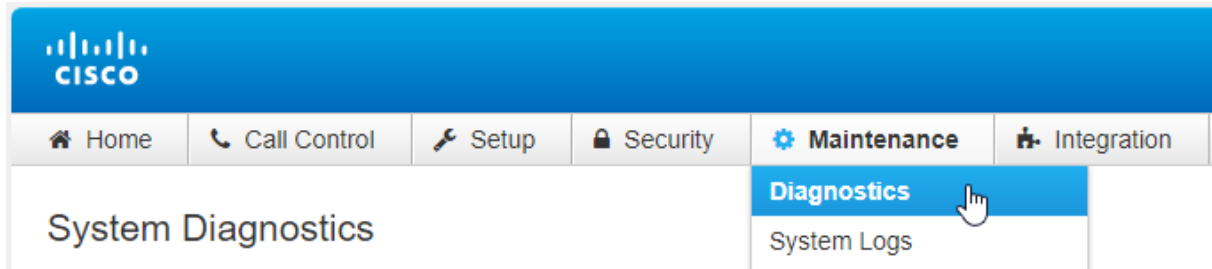 CISCO
Home Call Control Setup Security Maintenance Integration
Diagnostics
System Diagnostics
System Logs